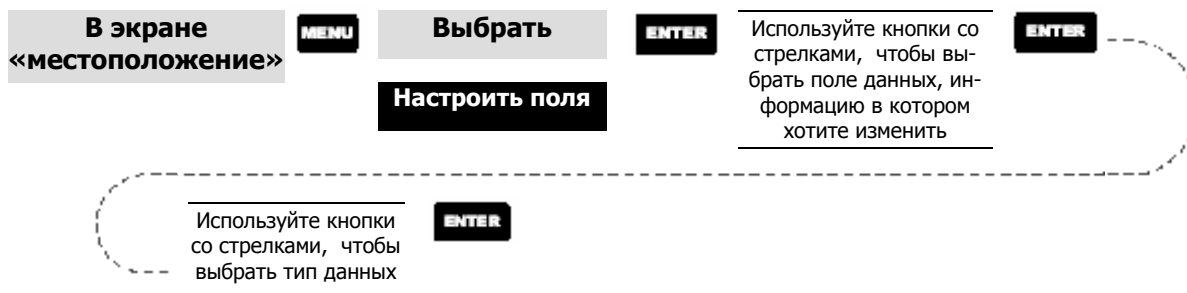 В экране
«местоположение»
MENU
Выбрать
Настроить поля
ENTER
Используйте кнопки со
стрелками, чтобы вы-
брать поле данных, ин-
формацию в котором
хотите изменить
ENTER
Используйте кнопки
со стрелками, чтобы
выбрать тип данных
ENTER